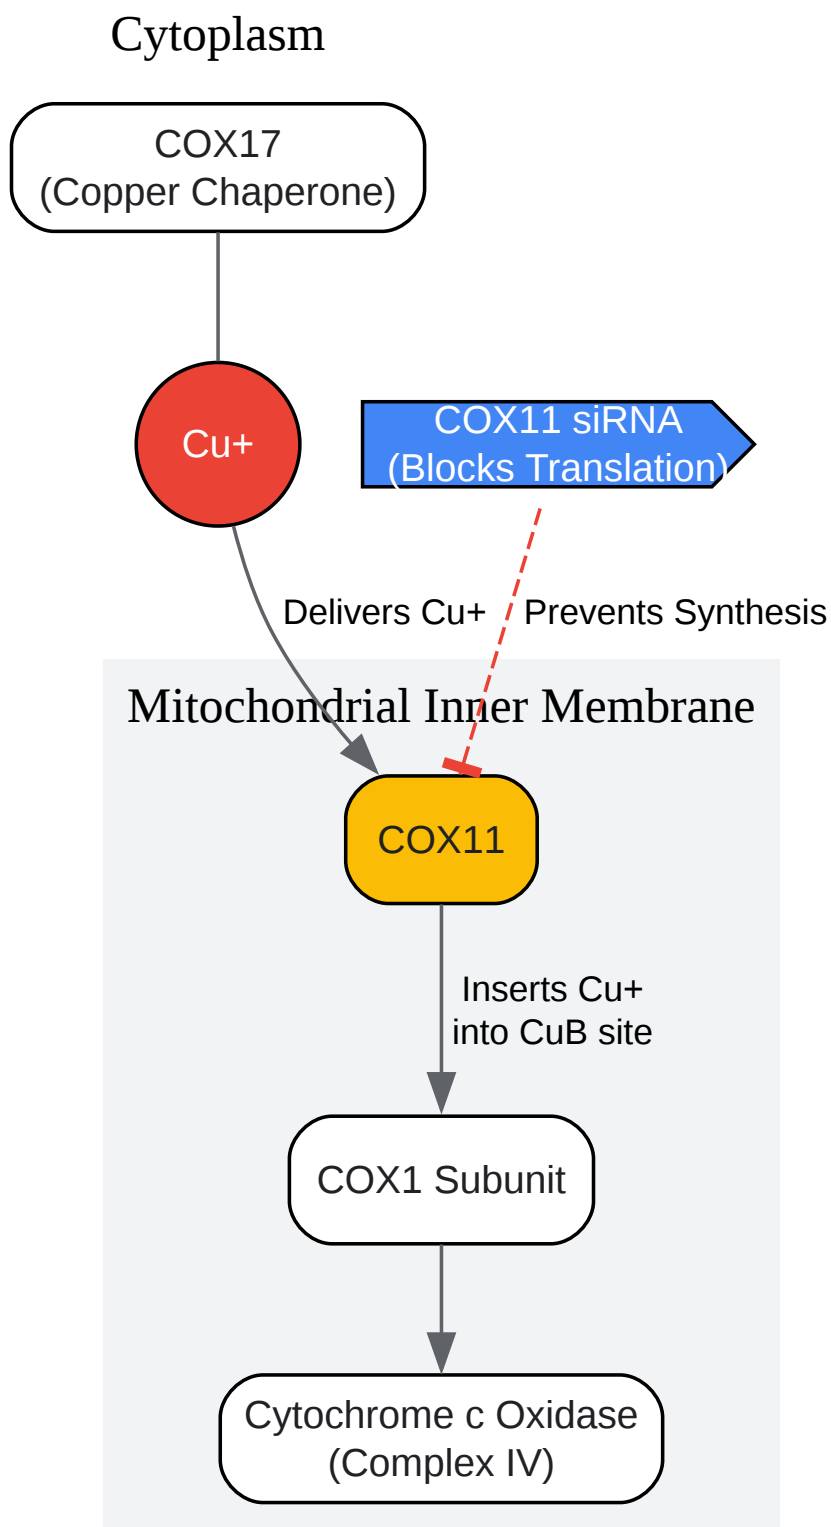 Cytoplasm
COX17
(Copper Chaperone)
Cu+
COX11 siRNA
(Blocks Translation)
Delivers Cu+
Prevents Synthesis
Mitochondrial Inner Membrane
COX11
Inserts Cu+
into CuB site
COX1 Subunit
Cytochrome c Oxidase
(Complex IV)